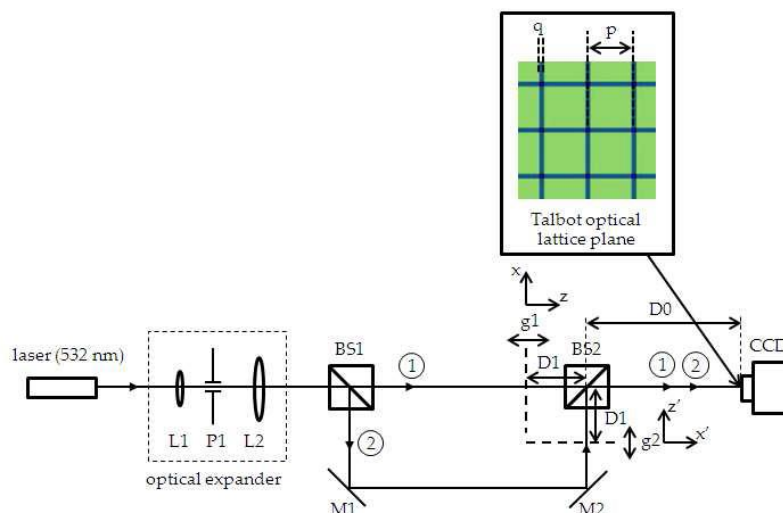 q
p
Talbot optical
lattice plane
x
z
D0
g1
laser (532 nm)
BS1
1
D1
BS2
1
2
CCD
L1
P1
L2
2
D1
z'
x'
g2
optical expander
M1
M2